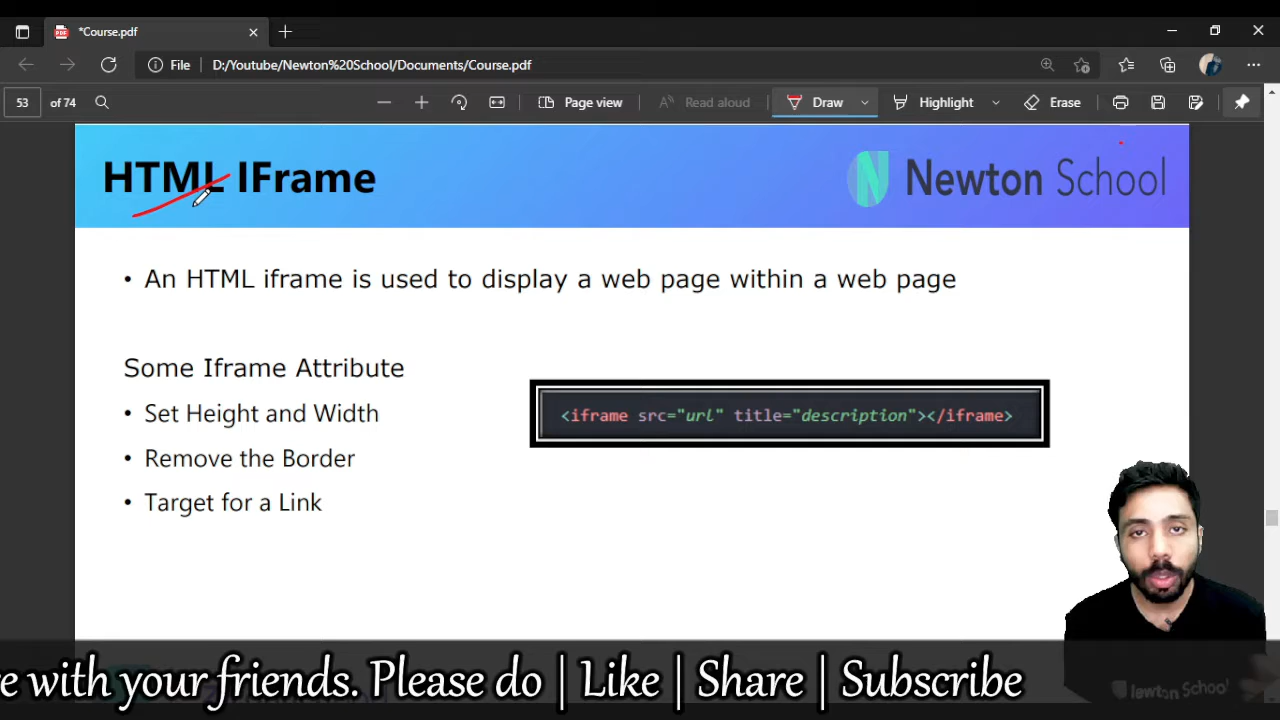 *Course.pdf
File D:/Youtube/Newton%20School/Documents/Course.pdf
53 of 74 Page view Read aloud Draw Highlight Erase
HTML IFrame
Newton School
• An HTML iframe is used to display a web page within a web page
Some Iframe Attribute
• Set Height and Width
• Remove the Border
• Target for a Link
<iframe src="url" title="description"></iframe>
with your friends. Please do | Like | Share | Subscribe
Newton School